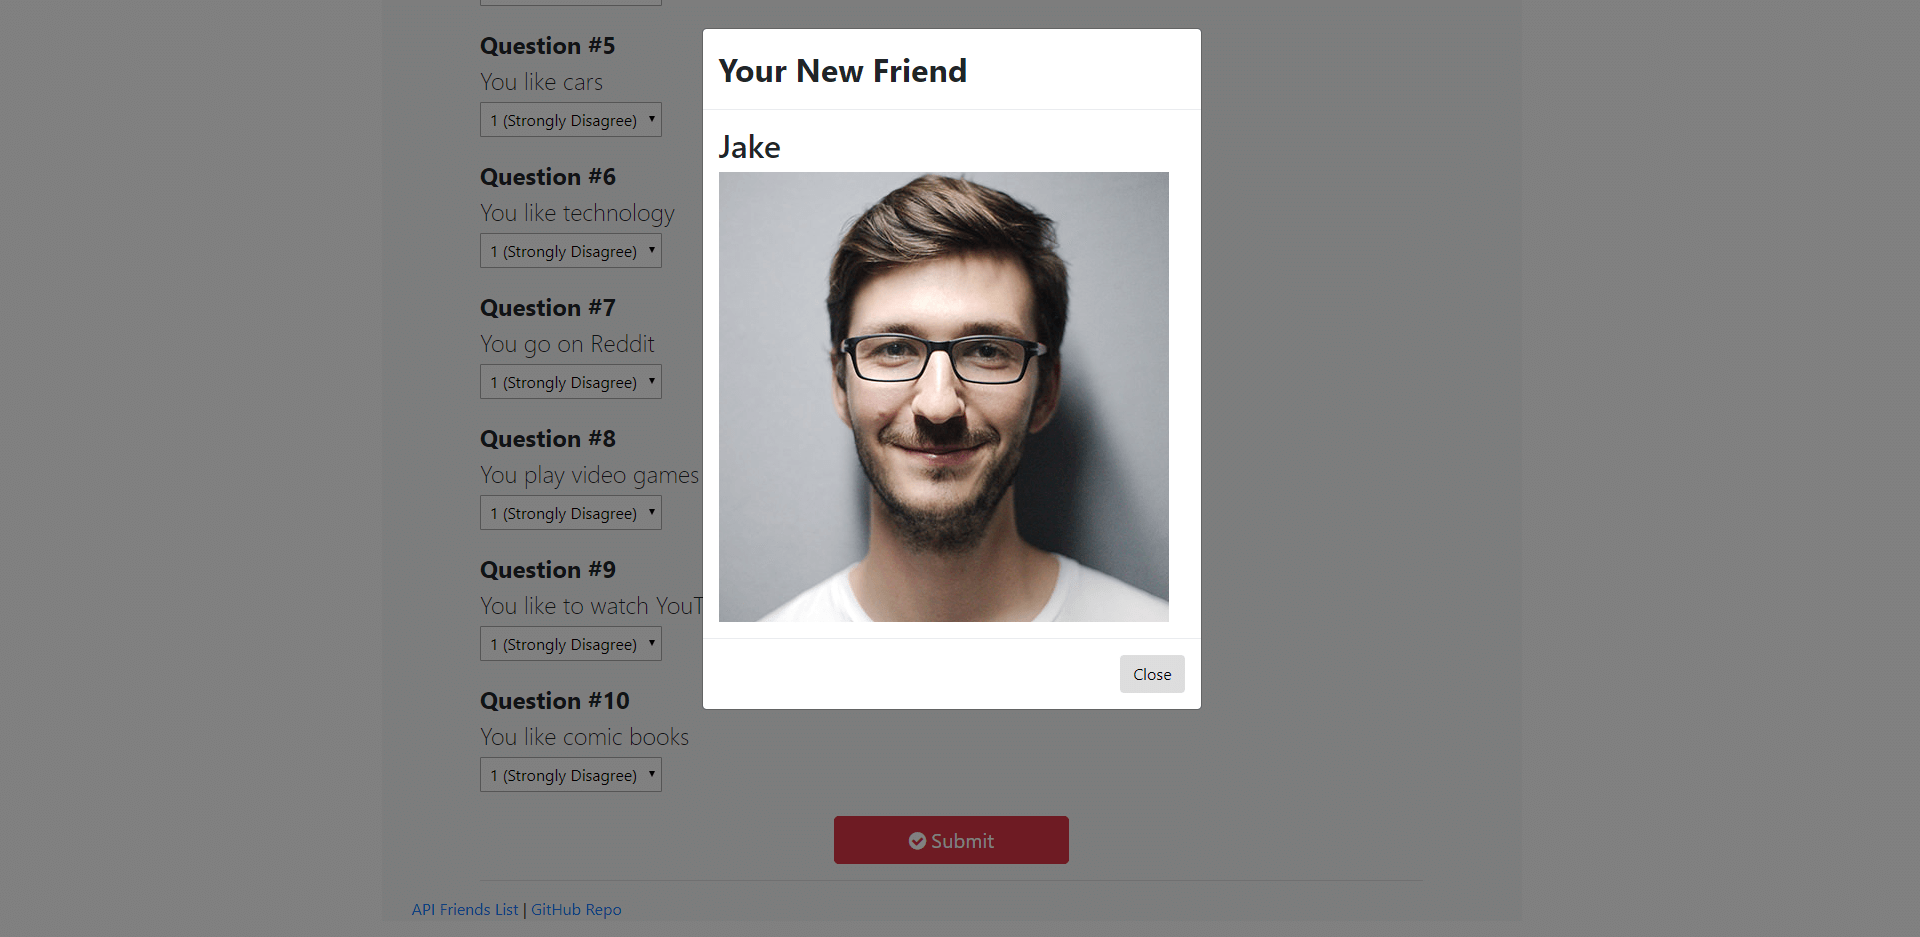 Question #5
You like cars
1 (Strongly Disagree)
Question #6
You like technology
1 (Strongly Disagree)
Question #7
You go on Reddit
1 (Strongly Disagree)
Question #8
You play video games
1 (Strongly Disagree)
Question #9
You like to watch YouT
1 (Strongly Disagree)
Question #10
You like comic books
1 (Strongly Disagree)
Submit
API Friends List | GitHub Repo
Your New Friend
Jake
Close